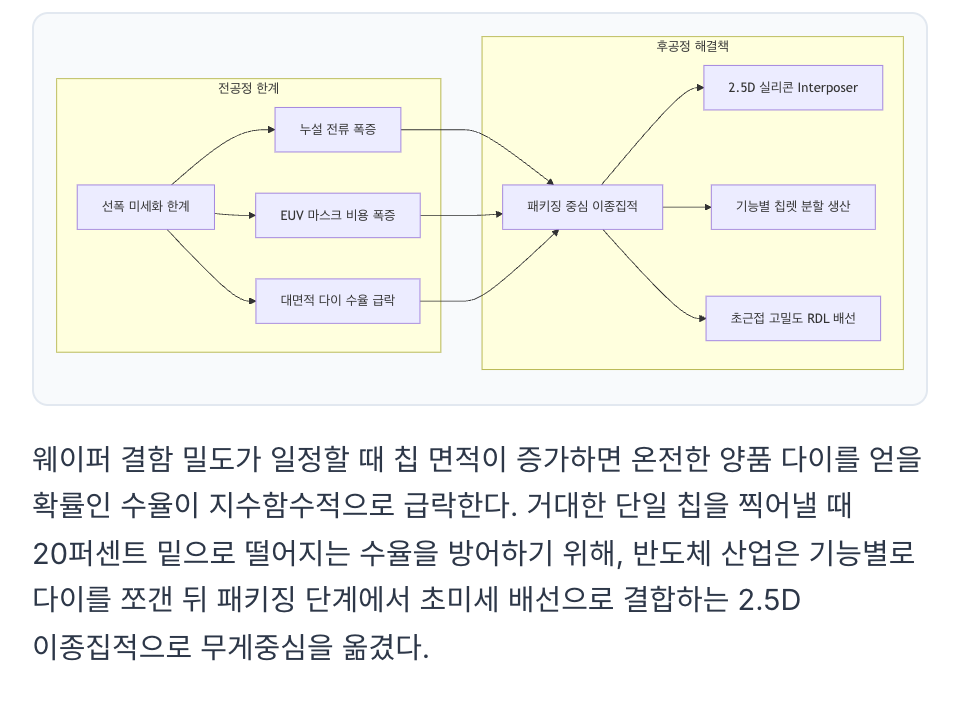 전공정 한계
선폭 미세화 한계
누설 전류 폭증
EUV 마스크 비용 폭증
대면적 다이 수율 급락
후공정 해결책
패키징 중심 이종집적
2.5D 실리콘 Interposer
기능별 칩렛 분할 생산
초근접 고밀도 RDL 배선
웨이퍼 결함 밀도가 일정할 때 칩 면적이 증가하면 온전한 양품 다이를 얻을
확률인 수율이 지수함수적으로 급락한다. 거대한 단일 칩을 찍어낼 때
20퍼센트 밑으로 떨어지는 수율을 방어하기 위해, 반도체 산업은 기능별로
다이를 쪼갠 뒤 패키징 단계에서 초미세 배선으로 결합하는 2.5D
이종집적으로 무게중심을 옮겼다.